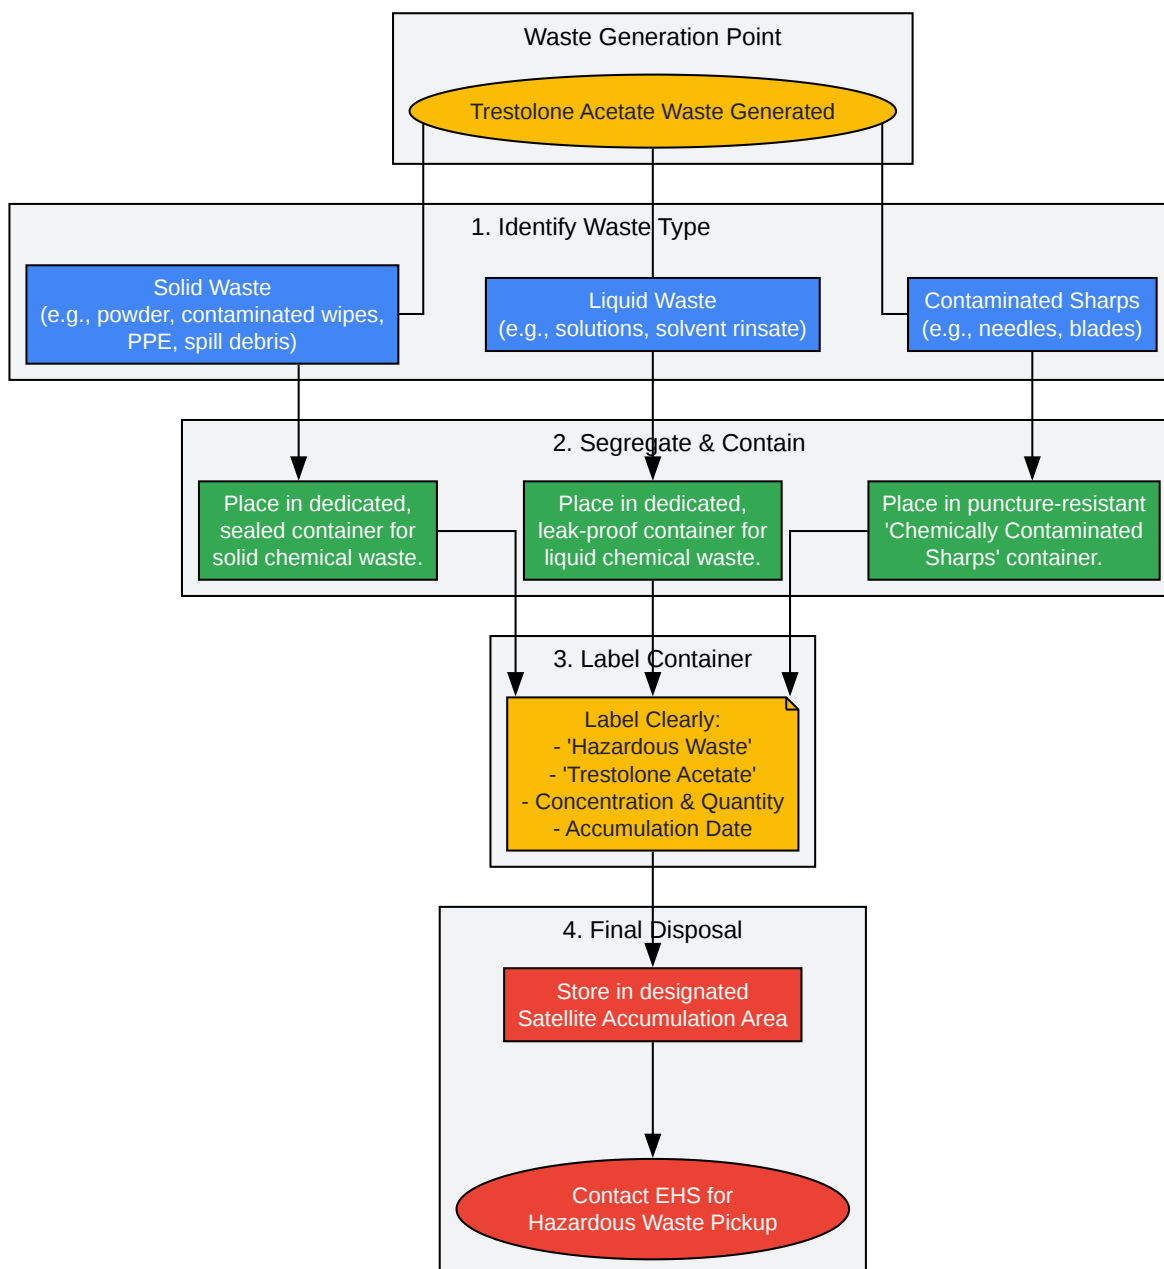 Waste Generation Point
Trestolone Acetate Waste Generated
1. Identify Waste Type
Solid Waste
(e.g., powder, contaminated wipes,
PPE, spill debris)
Liquid Waste
(e.g., solutions, solvent rinsate)
Contaminated Sharps
(e.g., needles, blades)
2. Segregate & Contain
Place in dedicated,
sealed container for
solid chemical waste.
Place in dedicated,
leak-proof container for
liquid chemical waste.
Place in puncture-resistant
'Chemically Contaminated
Sharps' container.
3. Label Container
Label Clearly:
- 'Hazardous Waste'
- 'Trestolone Acetate'
- Concentration & Quantity
- Accumulation Date
4. Final Disposal
Store in designated
Satellite Accumulation Area
Contact EHS for
Hazardous Waste Pickup